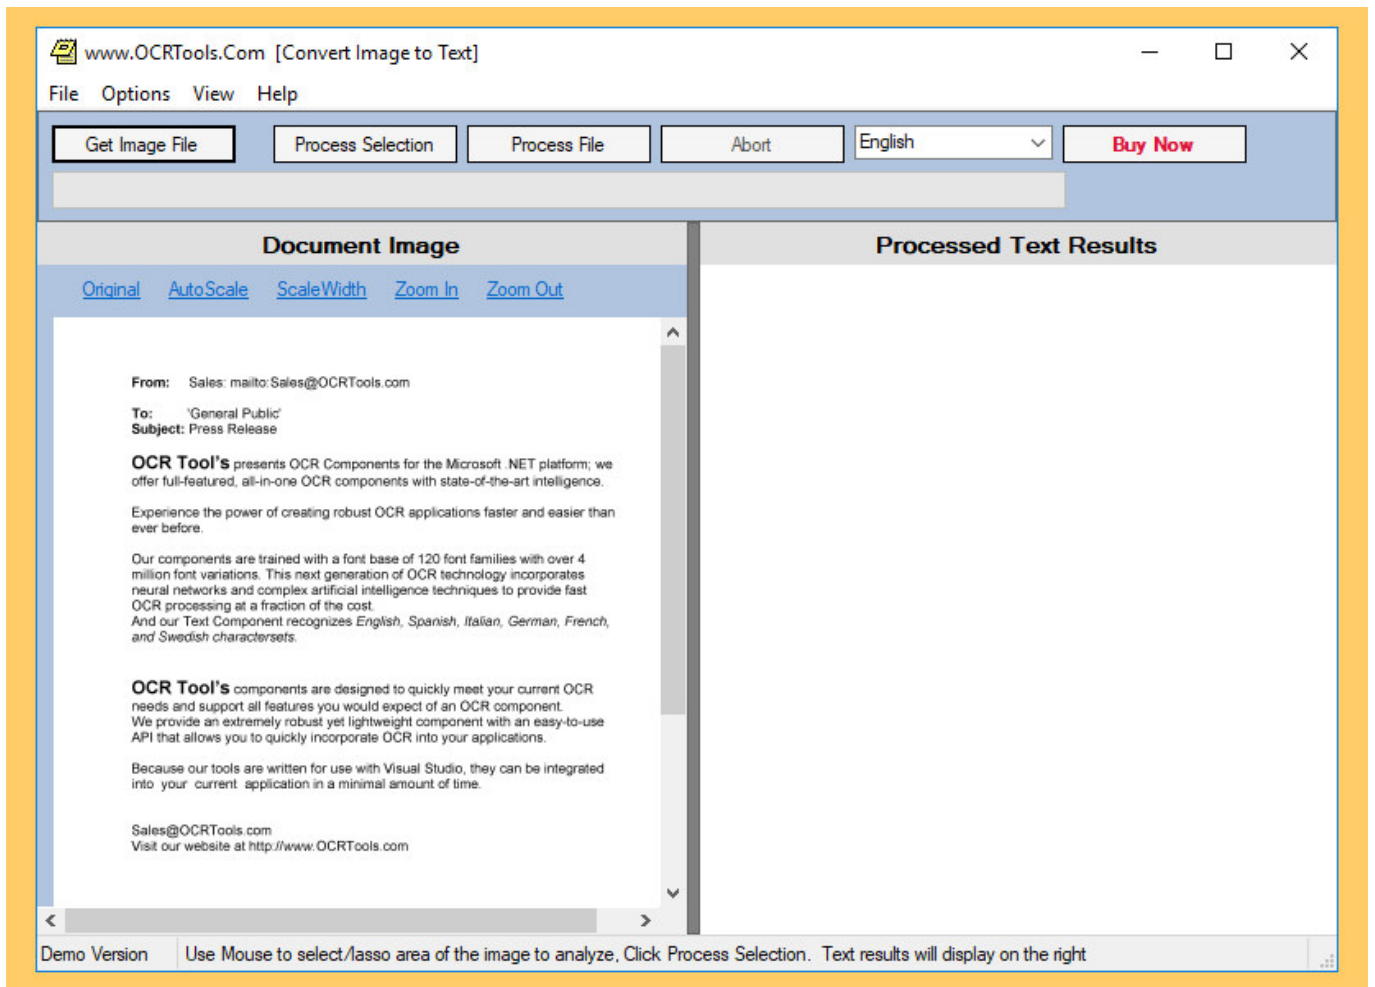 www.OCRTools.Com [Convert Image to Text]
File Options View Help
Get Image File Process Selection Process File Abort English Buy Now
Document Image
Processed Text Results
Original AutoScale ScaleWidth Zoom In Zoom Out
From: Sales: mailto:Sales@OCRTools.com
To: 'General Public'
Subject: Press Release
OCR Tool's presents OCR Components for the Microsoft .NET platform; we
offer full-featured, all-in-one OCR components with state-of-the-art intelligence.
Experience the power of creating robust OCR applications faster and easier than
ever before.
Our components are trained with a font base of 120 font families with over 4
million font variations. This next generation of OCR technology incorporates
neural networks and complex artificial intelligence techniques to provide fast
OCR processing at a fraction of the cost.
And our Text Component recognizes English, Spanish, Italian, German, French,
and Swedish charactersets.
OCR Tool's components are designed to quickly meet your current OCR
needs and support all features you would expect of an OCR component.
We provide an extremely robust yet lightweight component with an easy-to-use
API that allows you to quickly incorporate OCR into your applications.
Because our tools are written for use with Visual Studio, they can be integrated
into your current application in a minimal amount of time.
Sales@OCRTools.com
Visit our website at http://www.OCRTools.com
Demo Version Use Mouse to select/lasso area of the image to analyze, Click Process Selection. Text results will display on the right